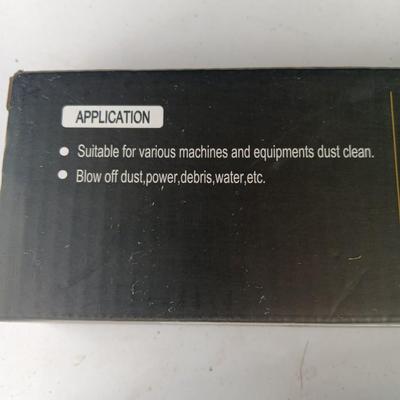 APPLICATION
Suitable for various machines and equipments dust clean.
Blow off dust,power,debris,water,etc.